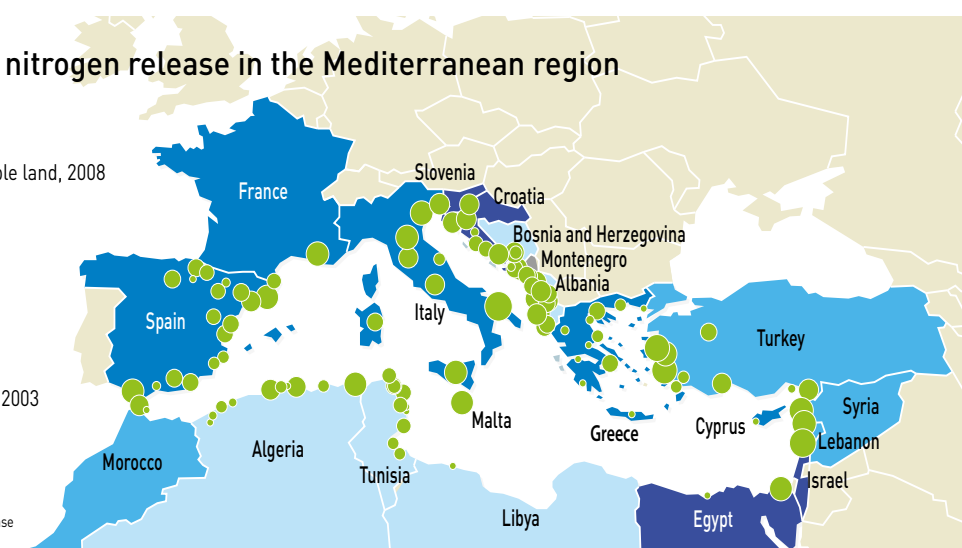 nitrogen release in the Mediterranean region
ble land, 2008
Slovenia
France
Croatia
Bosnia and Herzegovina
Montenegro
Albania
Italy
Spain
Turkey
2003
Syria
Malta
Cyprus
Greece
Lebanon
Algeria
Morocco
Tunisia
Israel
Libya
Egypt
se